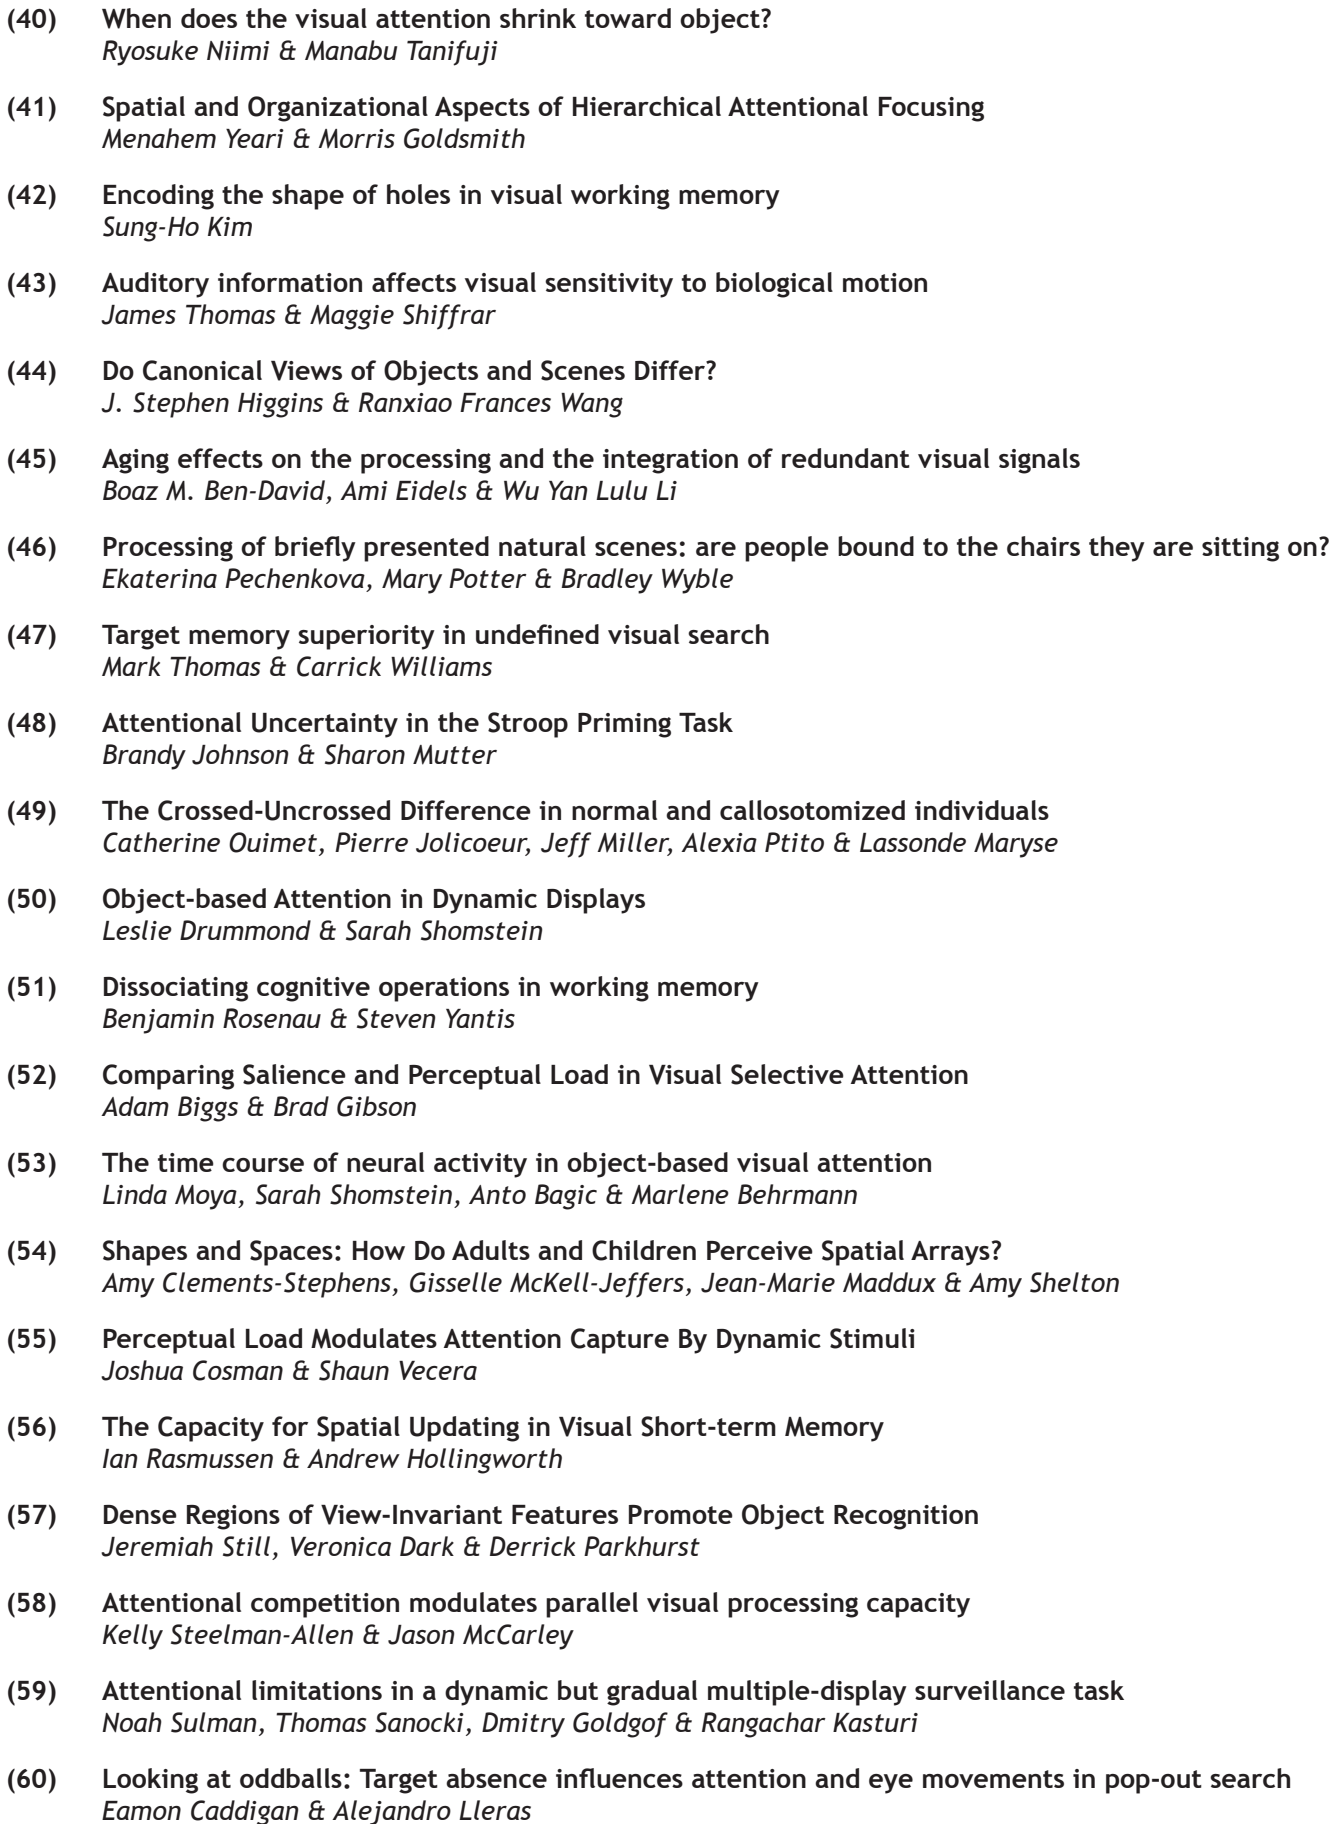 (40) When does the visual attention shrink toward object?
Ryosuke Niimi & Manabu Tanifuji
(41) Spatial and Organizational Aspects of Hierarchical Attentional Focusing
Menahem Yeari & Morris Goldsmith
(42) Encoding the shape of holes in visual working memory
Sung-Ho Kim
(43) Auditory information affects visual sensitivity to biological motion
James Thomas & Maggie Shiffrar
(44) Do Canonical Views of Objects and Scenes Differ?
J. Stephen Higgins & Ranxiao Frances Wang
(45) Aging effects on the processing and the integration of redundant visual signals
Boaz M. Ben-David, Ami Eidels & Wu Yan Lulu Li
(46) Processing of briefly presented natural scenes: are people bound to the chairs they are sitting on?
Ekaterina Pechenkova, Mary Potter & Bradley Wyble
(47) Target memory superiority in undefined visual search
Mark Thomas & Carrick Williams
(48) Attentional Uncertainty in the Stroop Priming Task
Brandy Johnson & Sharon Mutter
(49) The Crossed-Uncrossed Difference in normal and callosotomized individuals
Catherine Ouimet, Pierre Jolicoeur, Jeff Miller, Alexia Ptito & Lassonde Maryse
(50) Object-based Attention in Dynamic Displays
Leslie Drummond & Sarah Shomstein
(51) Dissociating cognitive operations in working memory
Benjamin Rosenau & Steven Yantis
(52) Comparing Salience and Perceptual Load in Visual Selective Attention
Adam Biggs & Brad Gibson
(53) The time course of neural activity in object-based visual attention
Linda Moya, Sarah Shomstein, Anto Bagic & Marlene Behrmann
(54) Shapes and Spaces: How Do Adults and Children Perceive Spatial Arrays?
Amy Clements-Stephens, Gisselle McKell-Jeffers, Jean-Marie Maddux & Amy Shelton
(55) Perceptual Load Modulates Attention Capture By Dynamic Stimuli
Joshua Cosman & Shaun Vecera
(56) The Capacity for Spatial Updating in Visual Short-term Memory
Ian Rasmussen & Andrew Hollingworth
(57) Dense Regions of View-Invariant Features Promote Object Recognition
Jeremiah Still, Veronica Dark & Derrick Parkhurst
(58) Attentional competition modulates parallel visual processing capacity
Kelly Steelman-Allen & Jason McCarley
(59) Attentional limitations in a dynamic but gradual multiple-display surveillance task
Noah Sulman, Thomas Sanocki, Dmitry Goldgof & Rangachar Kasturi
(60) Looking at oddballs: Target absence influences attention and eye movements in pop-out search
Eamon Caddigan & Alejandro Lleras